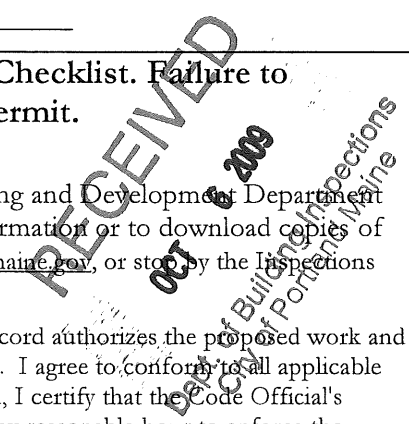 Checklist. Failure to
ermit.
ng and Development Department
rmation or to download copies of
naine.gov, or stop by the Inspections
cord authorizes the proposed work and
. I agree to conform to all applicable
, I certify that the Code Official's
RECEIVED
OCT 6 2009
Dept. of Building Inspections
City of Portland Maine